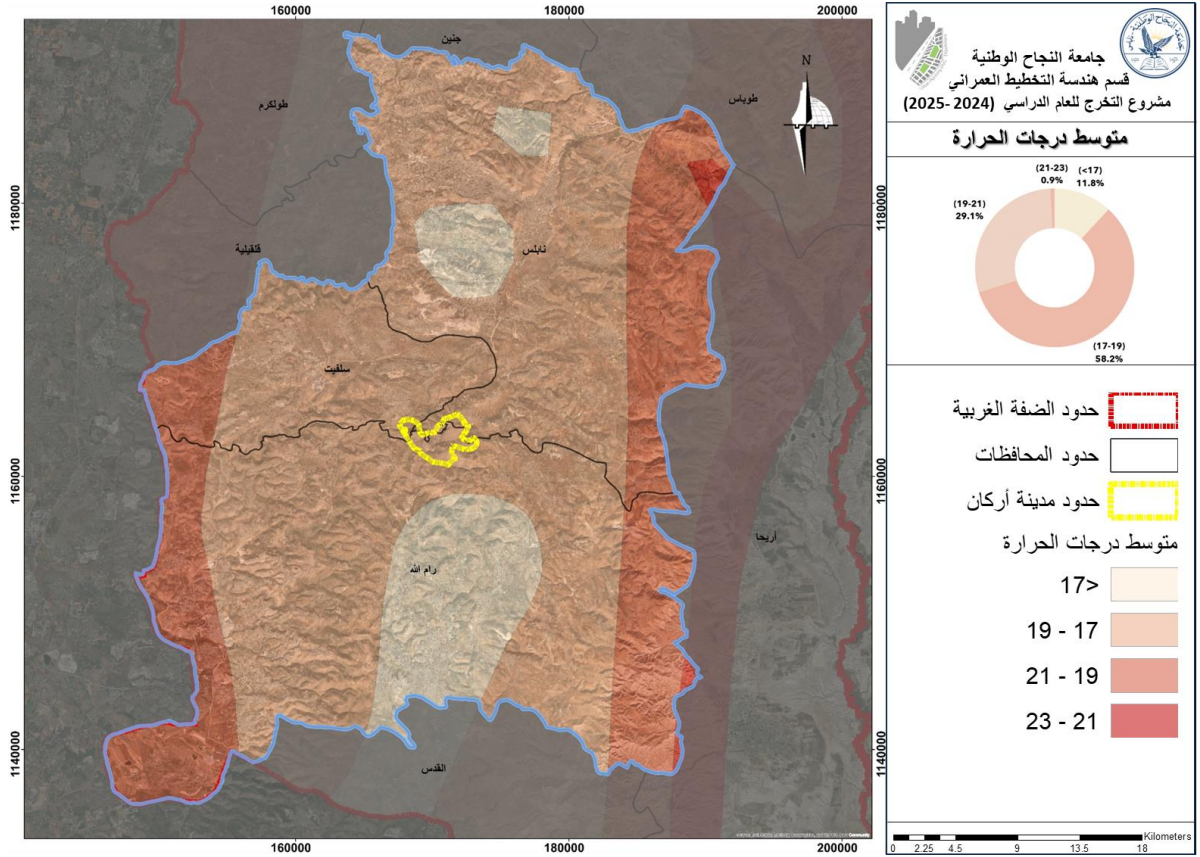 160000
180000
200000
1180000
1160000
1140000
1180000
1160000
1140000
160000
180000
200000
جنين
طولكرم
طوباس
N
قلقيلية
نابلس
سلفيت
أريحا
رام الله
القدس
جامعة النجاح الوطنية
قسم هندسة التخطيط العمراني
مشروع التخرج للعام الدراسي (2024 -2025)
متوسط درجات الحرارة
(21-23)
0.9%
(<17)
11.8%
(19-21)
29.1%
(17-19)
58.2%
حدود الضفة الغربية
حدود المحافظات
حدود مدينة أركان
متوسط درجات الحرارة
17>
19 - 17
21 - 19
23 - 21
Kilometers
0 2.25 4.5 9 13.5 18